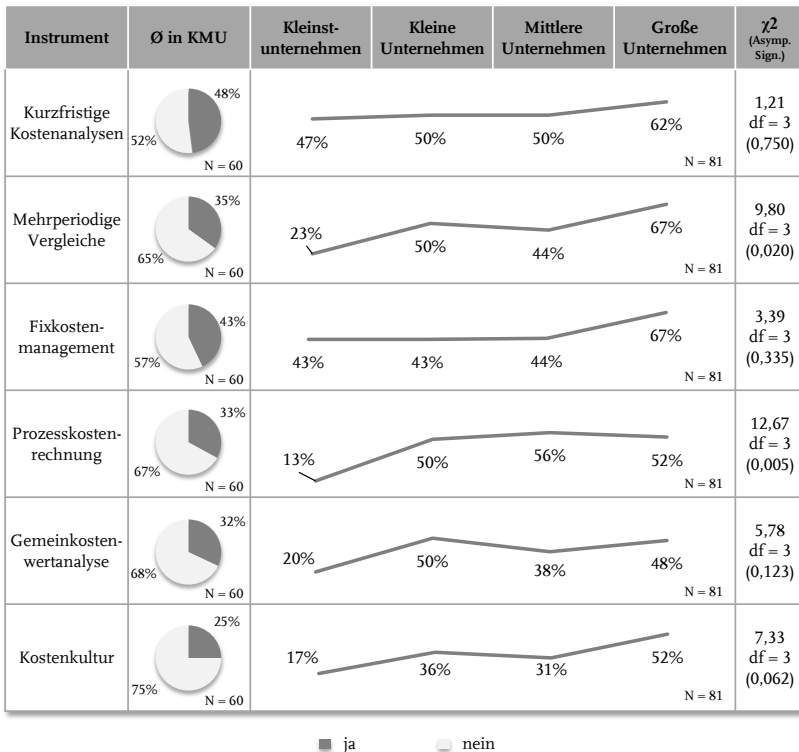 Instrument
Ø in KMU
Kleinst-
unternehmen
Kleine
Unternehmen
Mittlere
Unternehmen
Große
Unternehmen
χ2
(Asymp.
Sign.)
Kurzfristige
Kostenanalysen
48%
52%
N = 60
47%
50%
50%
62%
N = 81
1,21
df = 3
(0,750)
Mehrperiodige
Vergleiche
35%
65%
N = 60
23%
50%
44%
67%
N = 81
9,80
df = 3
(0,020)
Fixkosten-
management
43%
57%
N = 60
43%
43%
44%
67%
N = 81
3,39
df = 3
(0,335)
Prozesskosten-
rechnung
33%
67%
N = 60
13%
50%
56%
52%
N = 81
12,67
df = 3
(0,005)
Gemeinkosten-
wertanalyse
32%
68%
N = 60
20%
50%
38%
48%
N = 81
5,78
df = 3
(0,123)
Kostenkultur
25%
75%
N = 60
17%
36%
31%
52%
N = 81
7,33
df = 3
(0,062)
ja
nein